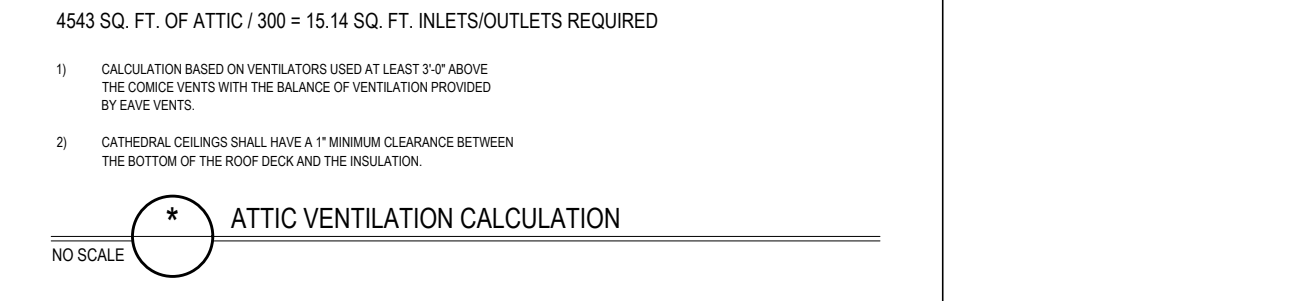 4543 SQ. FT. OF ATTIC / 300 = 15.14 SQ. FT. INLETS/OUTLETS REQUIRED
1) CALCULATION BASED ON VENTILATORS USED AT LEAST 3'-0" ABOVE
THE COMICE VENTS WITH THE BALANCE OF VENTILATION PROVIDED
BY EAVE VENTS.
2) CATHEDRAL CEILINGS SHALL HAVE A 1" MINIMUM CLEARANCE BETWEEN
THE BOTTOM OF THE ROOF DECK AND THE INSULATION.
* ATTIC VENTILATION CALCULATION
NO SCALE